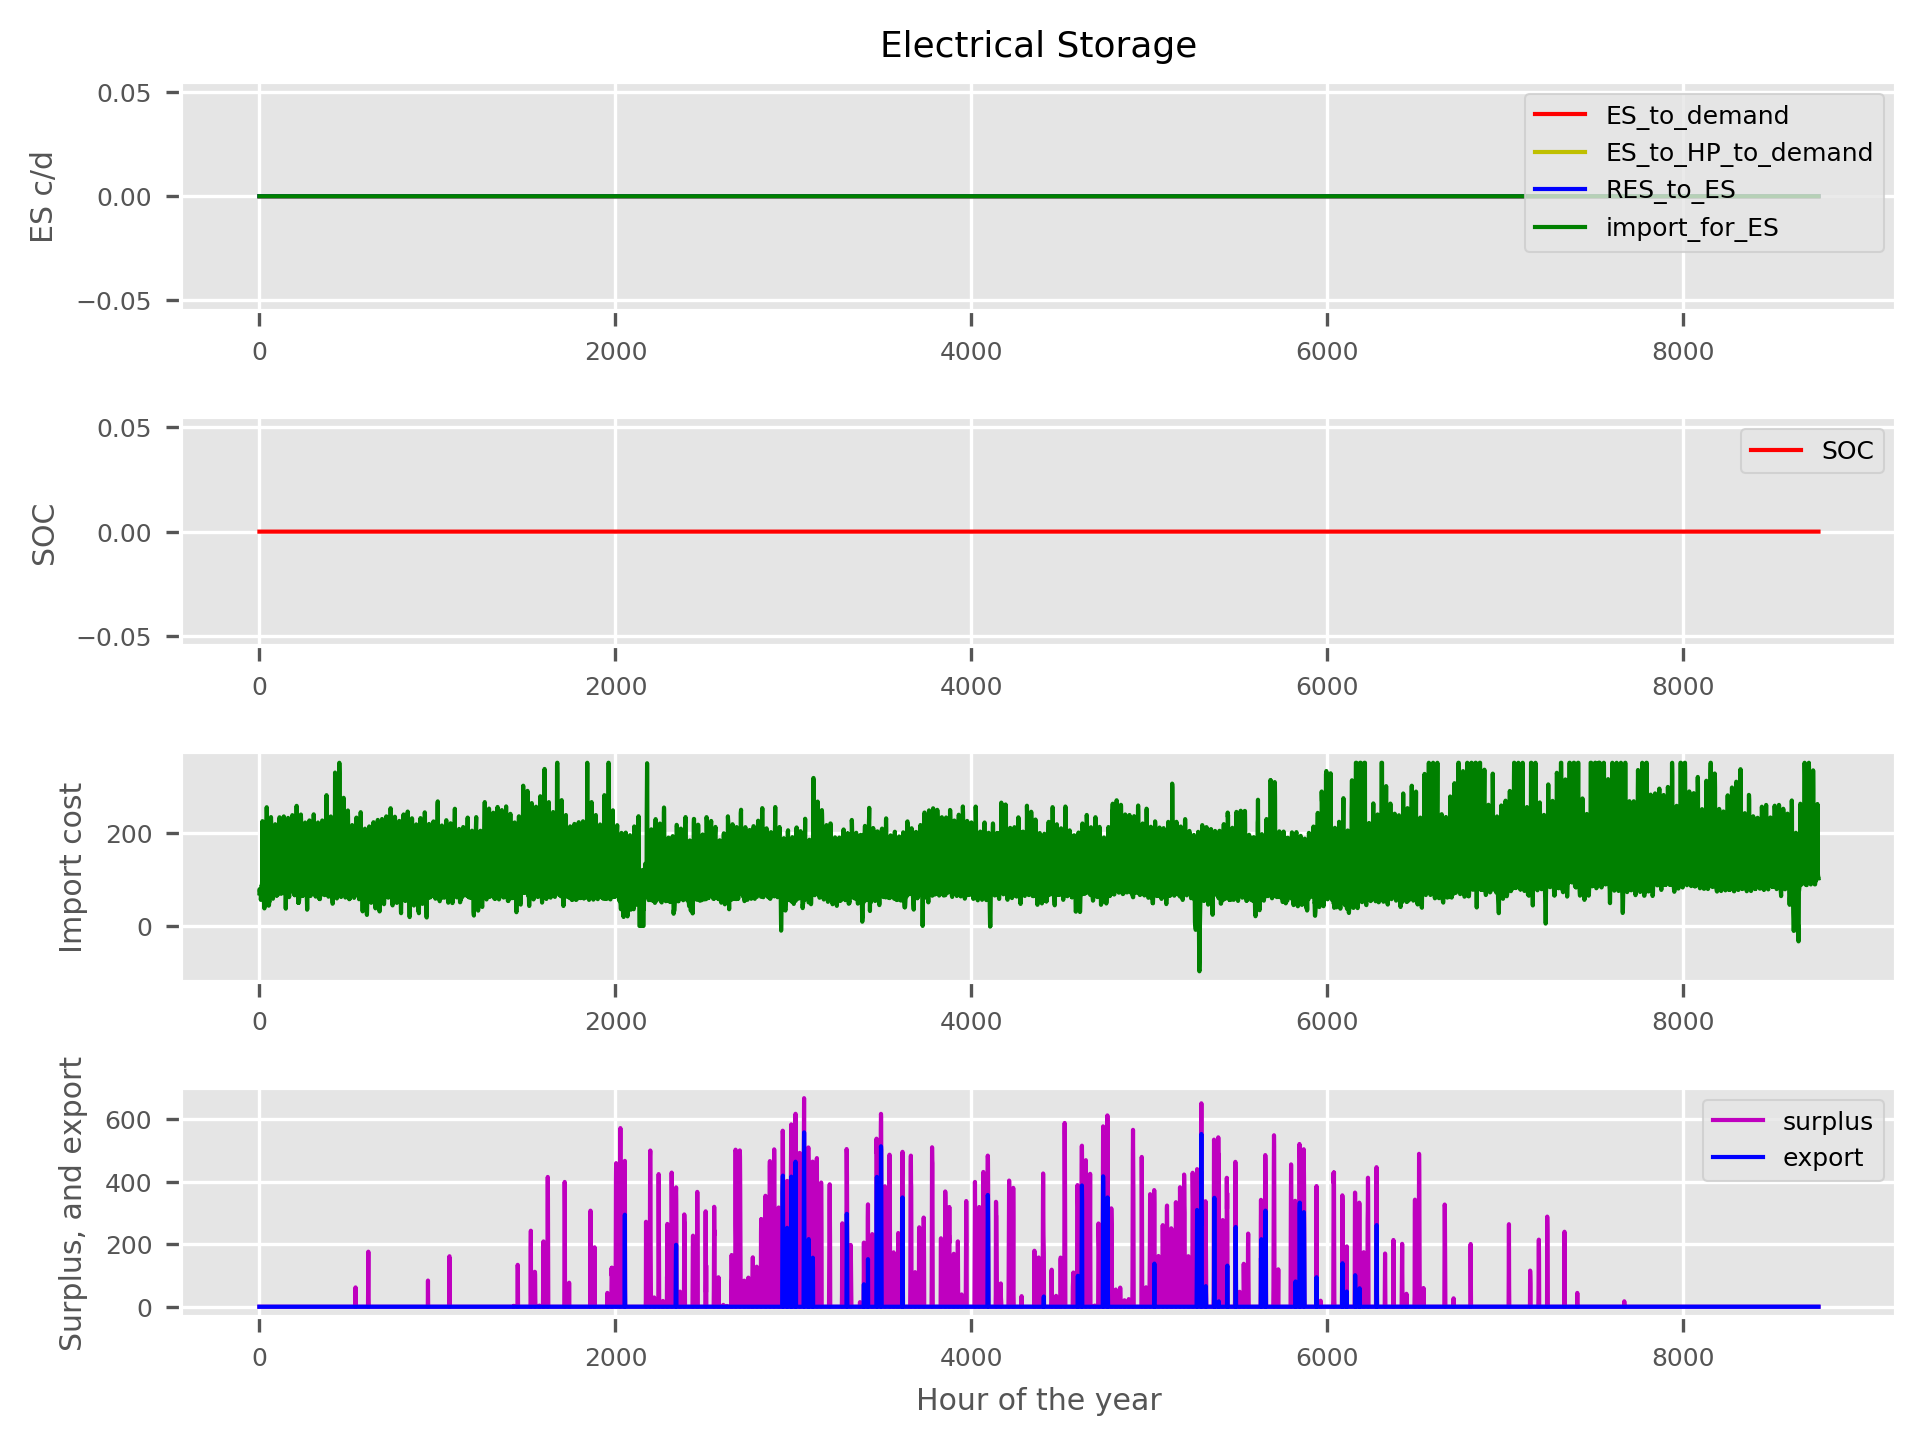 Electrical Storage
ES c/d
0.05
0.00
−0.05
ES_to_demand
ES_to_HP_to_demand
RES_to_ES
import_for_ES
0 2000 4000 6000 8000
SOC
0.05
0.00
−0.05
SOC
0 2000 4000 6000 8000
Import cost
200
0
0 2000 4000 6000 8000
Surplus, and export
600
400
200
0
surplus
export
0 2000 4000 6000 8000
Hour of the year